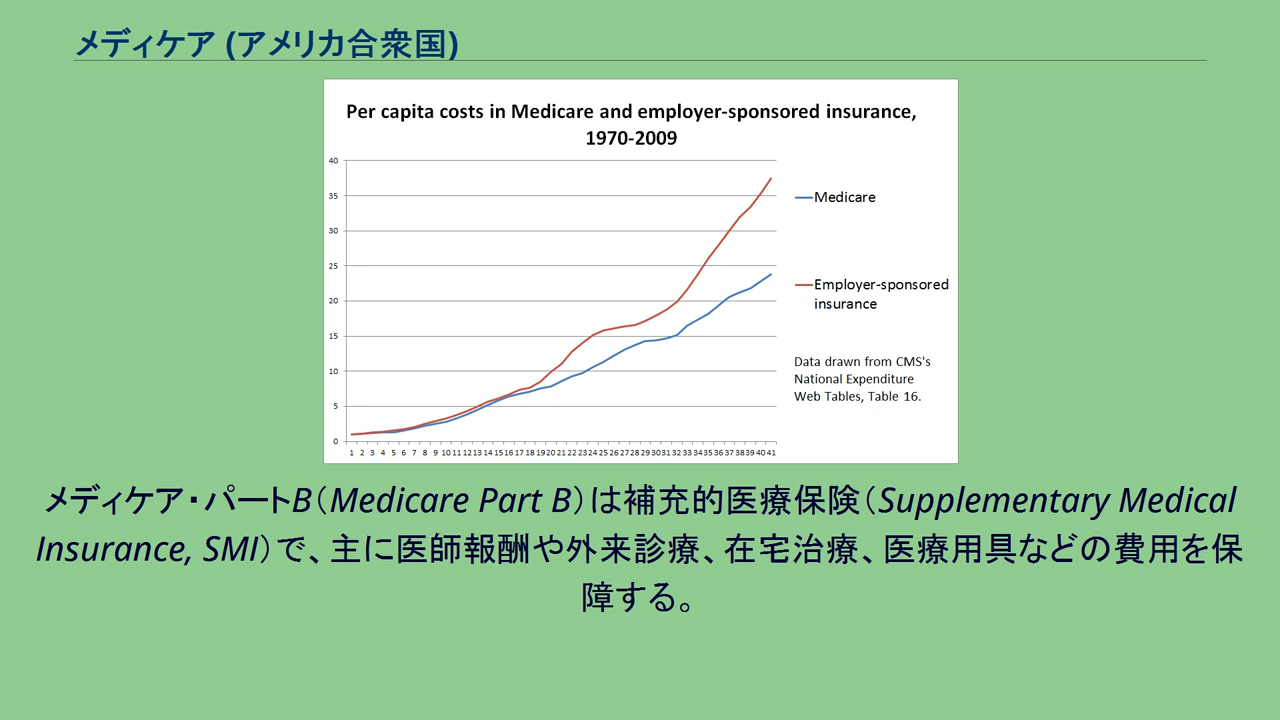 メディケア (アメリカ合衆国)
Per capita costs in Medicare and employer-sponsored insurance,
1970-2009
40
35
30
25
20
15
10
5
0
1 2 3 4 5 6 7 8 9 10 11 12 13 14 15 16 17 18 19 20 21 22 23 24 25 26 27 28 29 30 31 32 33 34 35 36 37 38 39 40 41
Medicare
Employer-sponsored
insurance
Data drawn from CMS's
National Expenditure
Web Tables, Table 16.
メディケア・パートB（Medicare Part B）は補充的医療保険（Supplementary Medical
Insurance, SMI）で、主に医師報酬や外来診療、在宅治療、医療用具などの費用を保
障する。